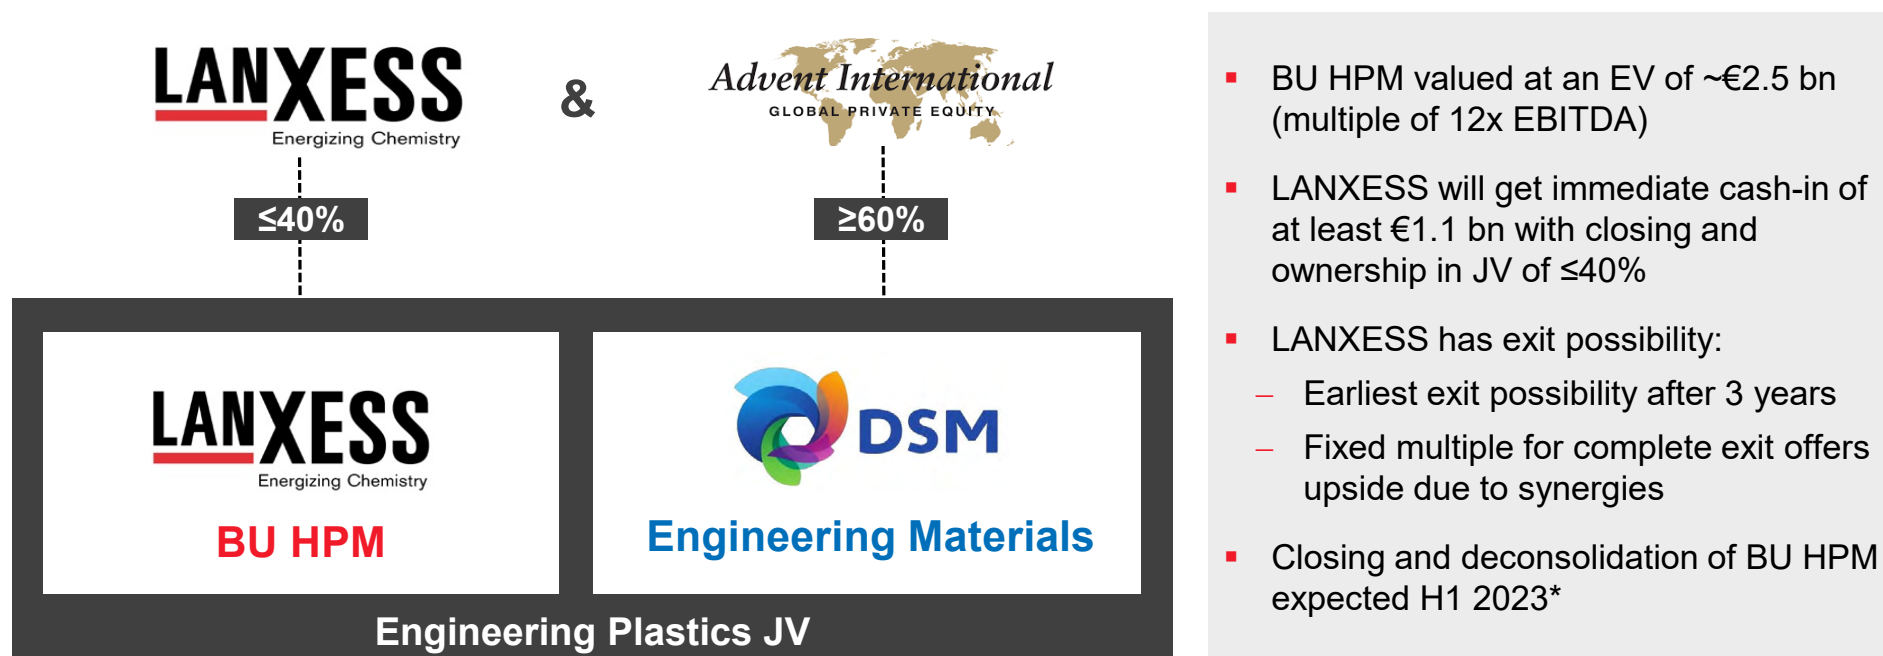 LANXESS
Energizing Chemistry
&
Advent International
GLOBAL PRIVATE EQUITY
≤40%
≥60%
LANXESS
Energizing Chemistry
BU HPM
DSM
Engineering Materials
Engineering Plastics JV
▪ BU HPM valued at an EV of ~€2.5 bn
(multiple of 12x EBITDA)
▪ LANXESS will get immediate cash-in of
at least €1.1 bn with closing and
ownership in JV of ≤40%
▪ LANXESS has exit possibility:
– Earliest exit possibility after 3 years
– Fixed multiple for complete exit offers
upside due to synergies
▪ Closing and deconsolidation of BU HPM
expected H1 2023*